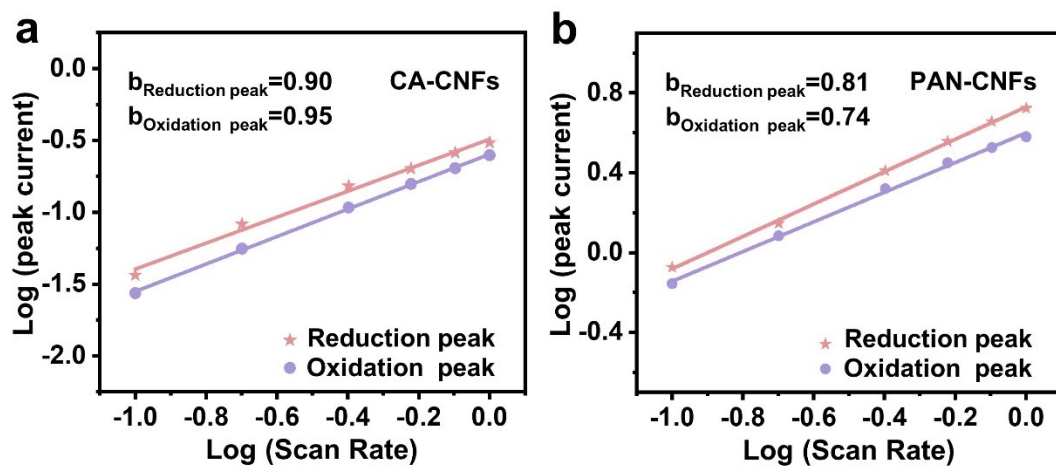 a
b Reduction peak=0.90
b Oxidation peak=0.95
CA-CNFs
0.0
-0.5
-1.0
-1.5
-2.0
Log (peak current)
Reduction peak
Oxidation peak
-1.0 -0.8 -0.6 -0.4 -0.2 0.0
Log (Scan Rate)
b
b Reduction peak=0.81
b Oxidation peak=0.74
PAN-CNFs
0.8
0.4
0.0
-0.4
Log (peak current)
Reduction peak
Oxidation peak
-1.0 -0.8 -0.6 -0.4 -0.2 0.0
Log (Scan Rate)